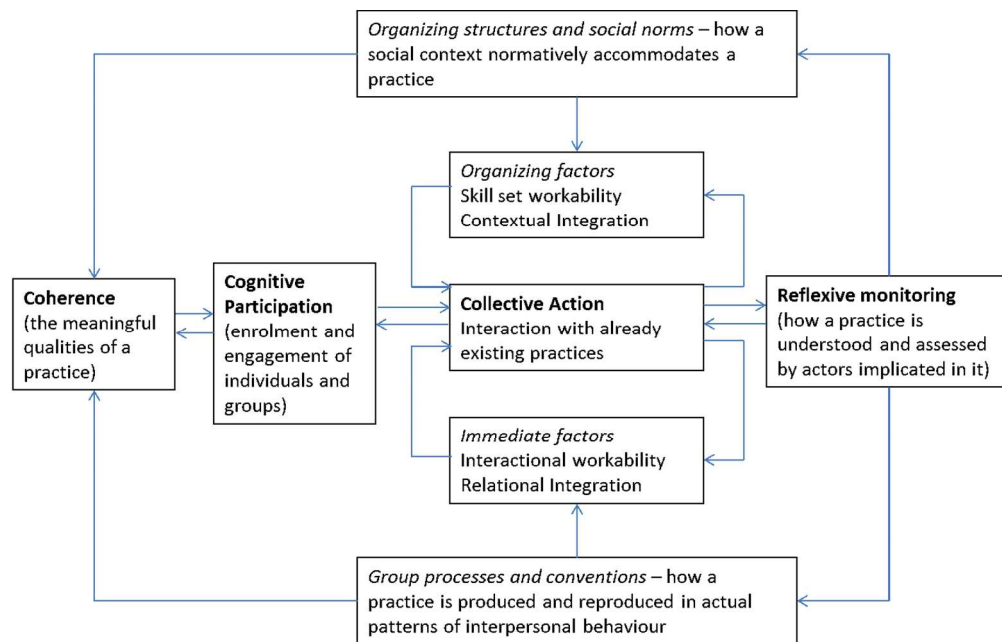 Organizing structures and social norms – how a
social context normatively accommodates a
practice
Organizing factors
Skill set workability
Contextual Integration
Coherence
(the meaningful
qualities of a
practice)
Cognitive
Participation
(enrolment and
engagement of
individuals and
groups)
Collective Action
Interaction with already
existing practices
Reflexive monitoring
(how a practice is
understood and assessed
by actors implicated in it)
Immediate factors
Interactional workability
Relational Integration
Group processes and conventions – how a
practice is produced and reproduced in actual
patterns of interpersonal behaviour